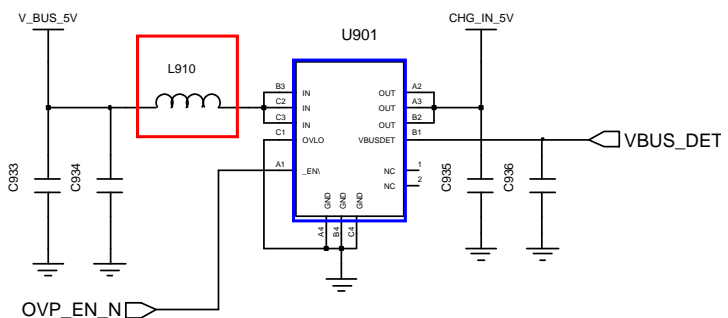 V_BUS_5V
CHG_IN_5V
U901
L910
B3 IN OUT A2
C2 IN OUT A3
C3 IN OUT B2
C1 OVLO VBUSDET B1
VBUS_DET
A1 _EN\ NC 1
NC 2
GND GND GND
A4 B4 C4
C933
C934
C935
C936
OVP_EN_N